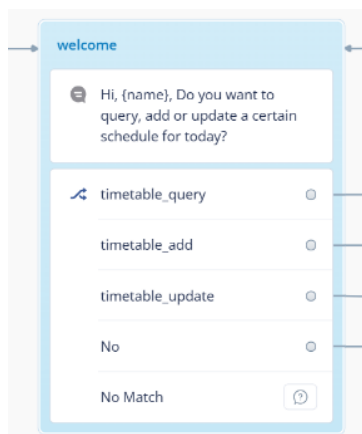 welcome
Hi, {name}, Do you want to
query, add or update a certain
schedule for today?
timetable_query
timetable_add
timetable_update
No
No Match